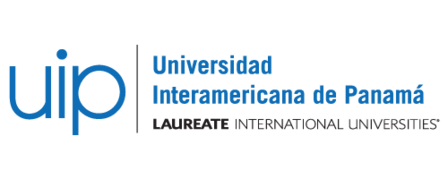 uip
Universidad
Interamericana de Panamá
LAUREATE INTERNATIONAL UNIVERSITIES®